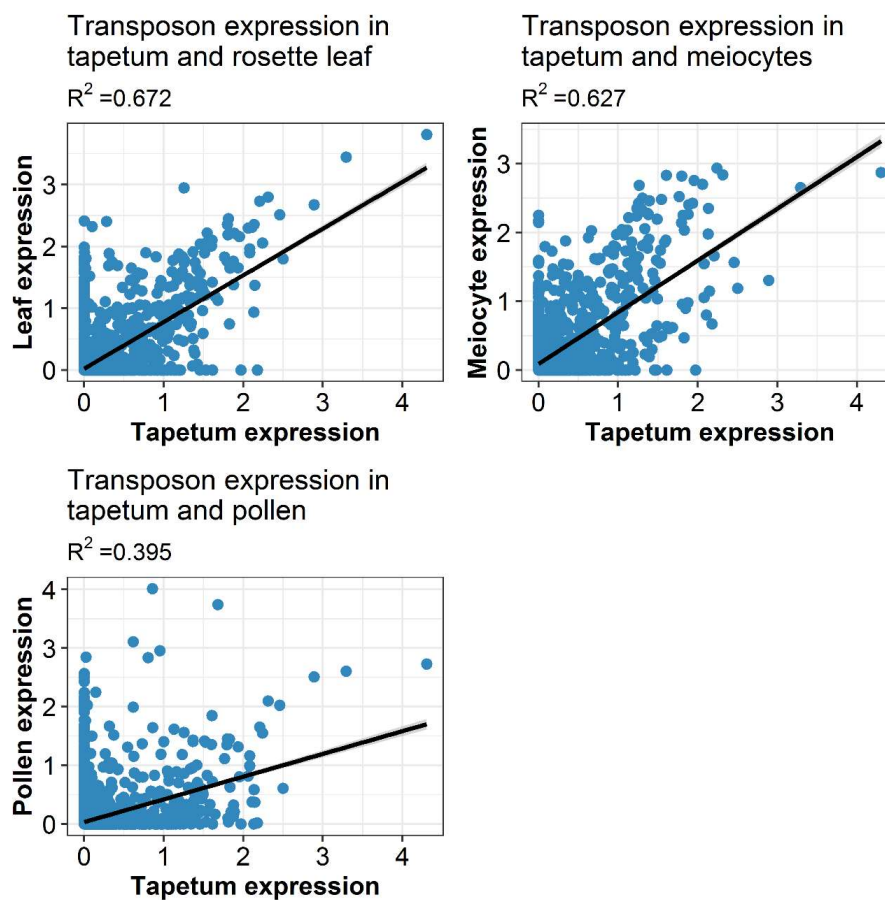 Transposon expression in
tapetum and rosette leaf
R² =0.672
Leaf expression
3
2
1
0
0 1 2 3 4
Tapetum expression
Transposon expression in
tapetum and meiocytes
R² =0.627
Meiocyte expression
3
2
1
0
0 1 2 3 4
Tapetum expression
Transposon expression in
tapetum and pollen
R² =0.395
Pollen expression
4
3
2
1
0
0 1 2 3 4
Tapetum expression